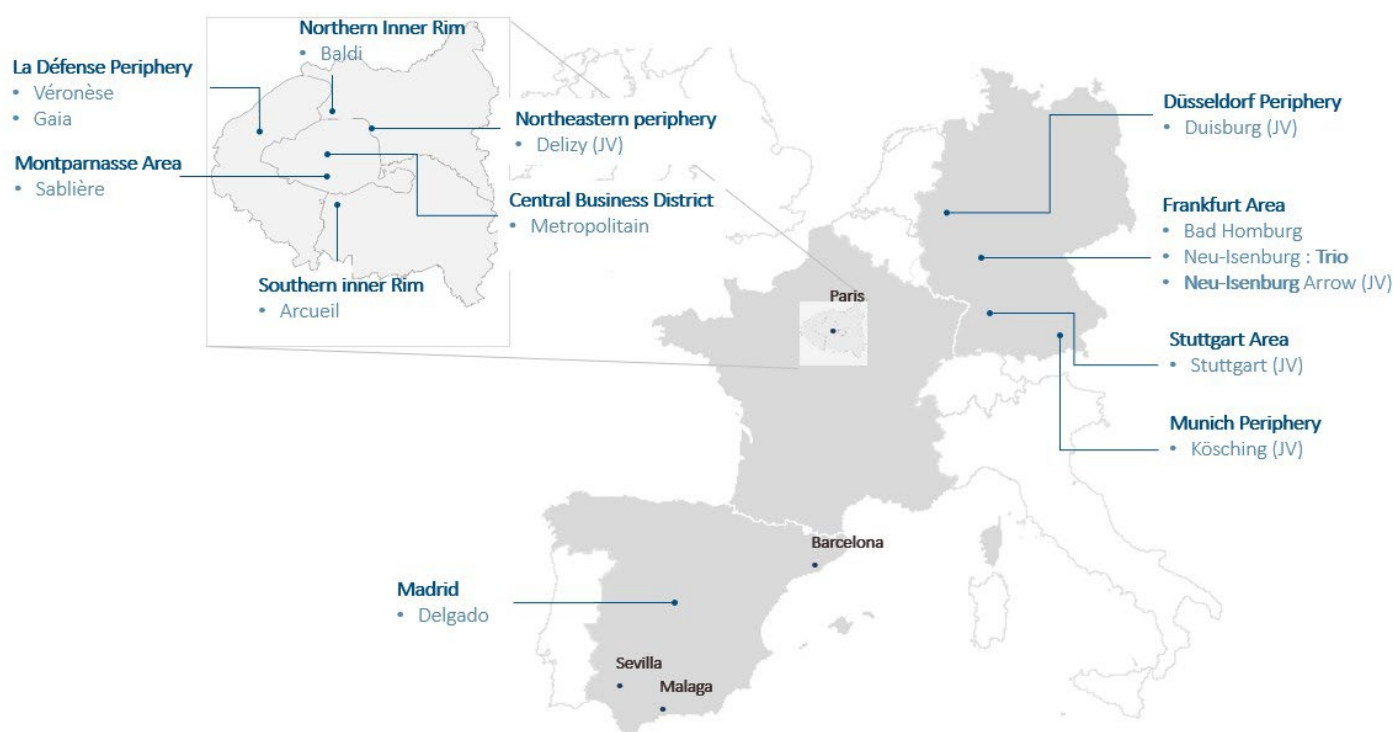 Northern Inner Rim
• Baldi
La Défense Periphery
• Véronèse
• Gaia
Montparnasse Area
• Sablière
Northeastern periphery
• Delizy (JV)
Central Business District
• Metropolitain
Southern inner Rim
• Arcueil
Düsseldorf Periphery
• Duisburg (JV)
Frankfurt Area
• Bad Homburg
• Neu-Isenburg : Trio
• Neu-Isenburg Arrow (JV)
Stuttgart Area
• Stuttgart (JV)
Munich Periphery
• Kösching (JV)
Paris
Barcelona
Madrid
• Delgado
Sevilla
Malaga